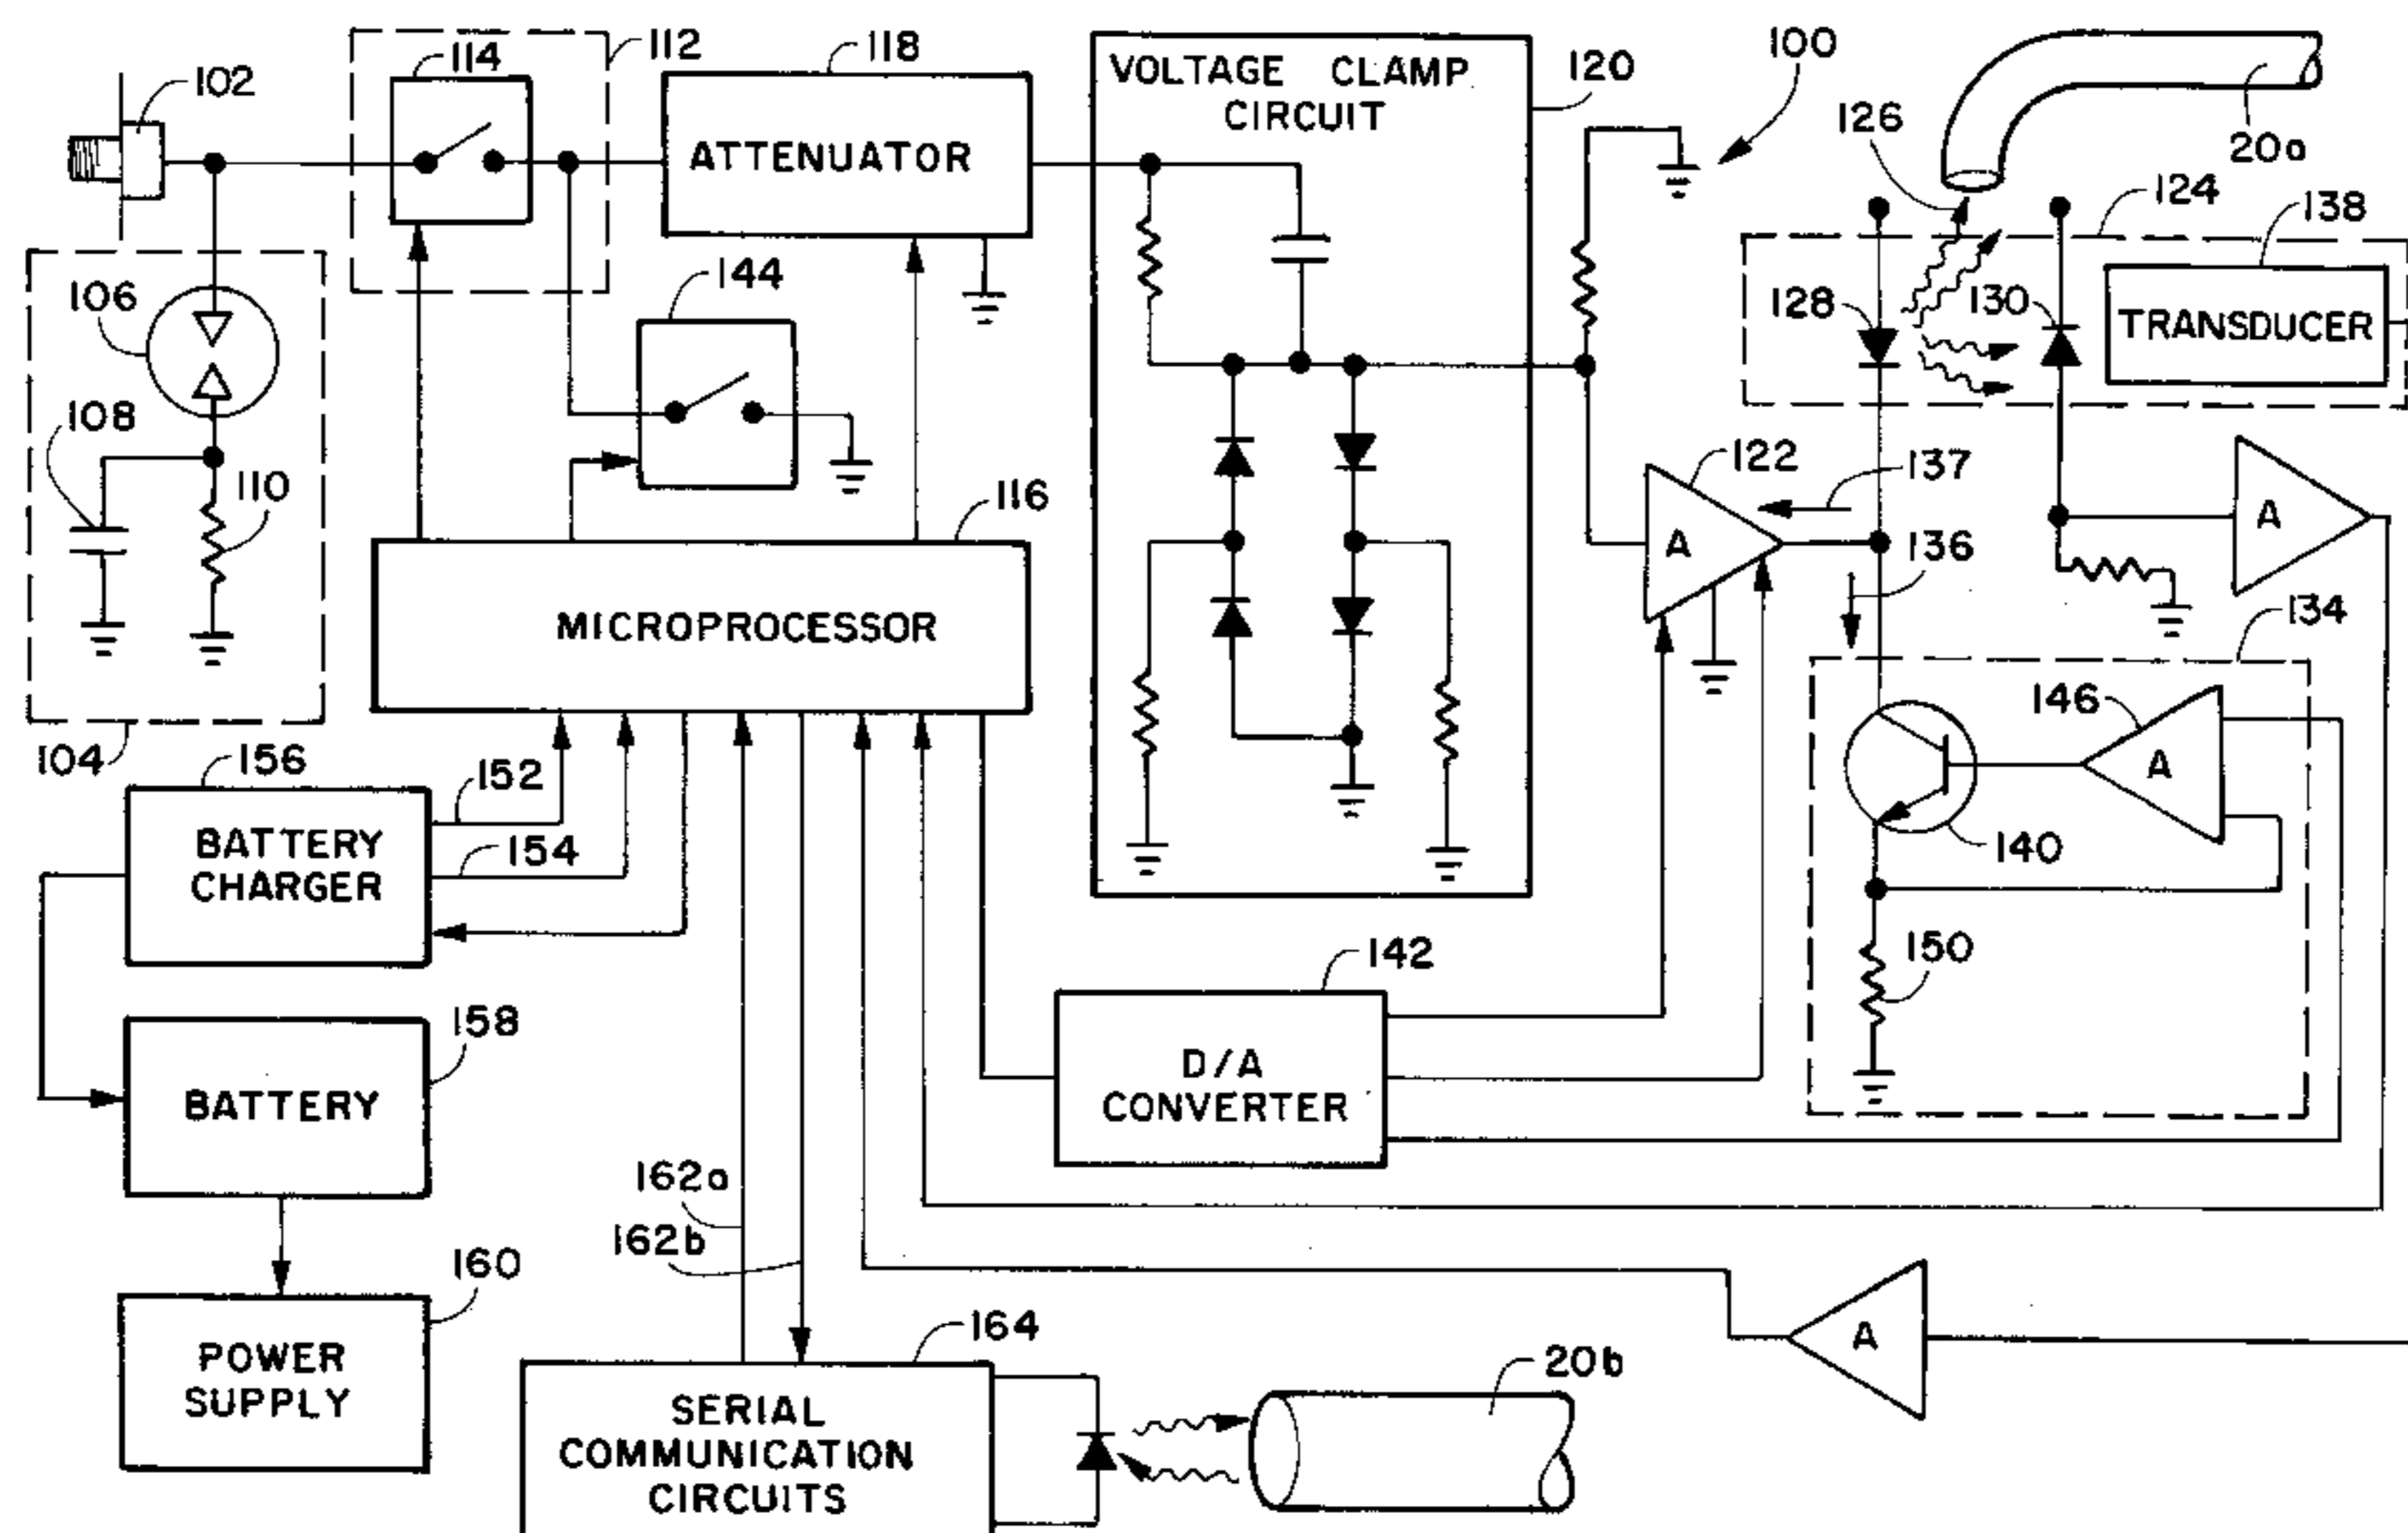 102
114
112
118
ATTENUATOR
VOLTAGE CLAMP
CIRCUIT
120
100
126
20a
124
138
128
130
TRANSDUCER
106
108
110
104
144
116
MICROPROCESSOR
122
A
137
136
A
134
146
A
140
150
156
152
BATTERY
CHARGER
154
158
BATTERY
142
D/A
CONVERTER
162a
162b
160
POWER
SUPPLY
164
SERIAL
COMMUNICATION
CIRCUITS
20b
A